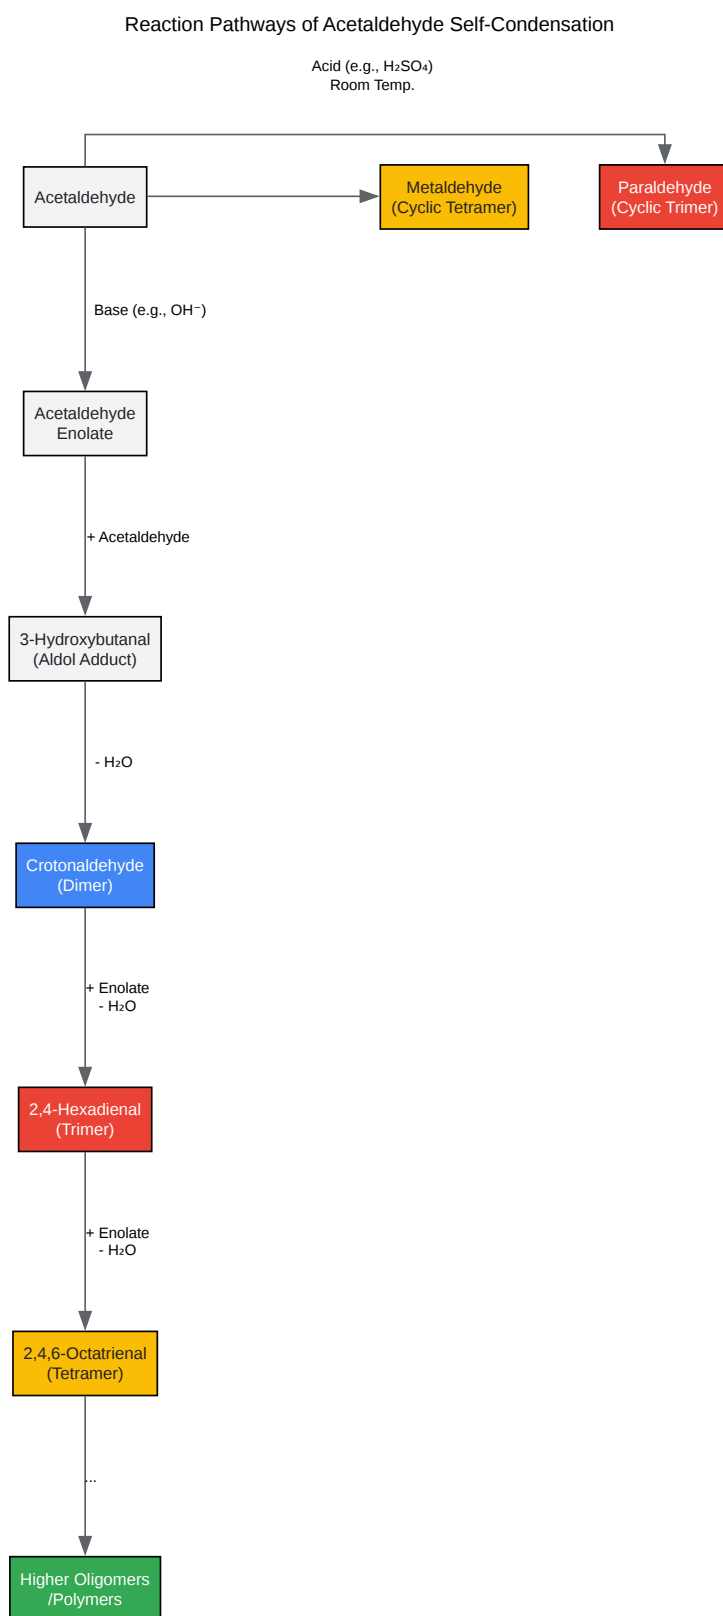 Reaction Pathways of Acetaldehyde Self-Condensation
Acid (e.g., H₂SO₄)
Room Temp.
Acetaldehyde
Metaldehyde
(Cyclic Tetramer)
Paraldehyde
(Cyclic Trimer)
Base (e.g., OH⁻)
Acetaldehyde
Enolate
+ Acetaldehyde
3-Hydroxybutanal
(Aldol Adduct)
- H₂O
Crotonaldehyde
(Dimer)
+ Enolate
- H₂O
2,4-Hexadienal
(Trimer)
+ Enolate
- H₂O
2,4,6-Octatrienal
(Tetramer)
...
Higher Oligomers
/Polymers